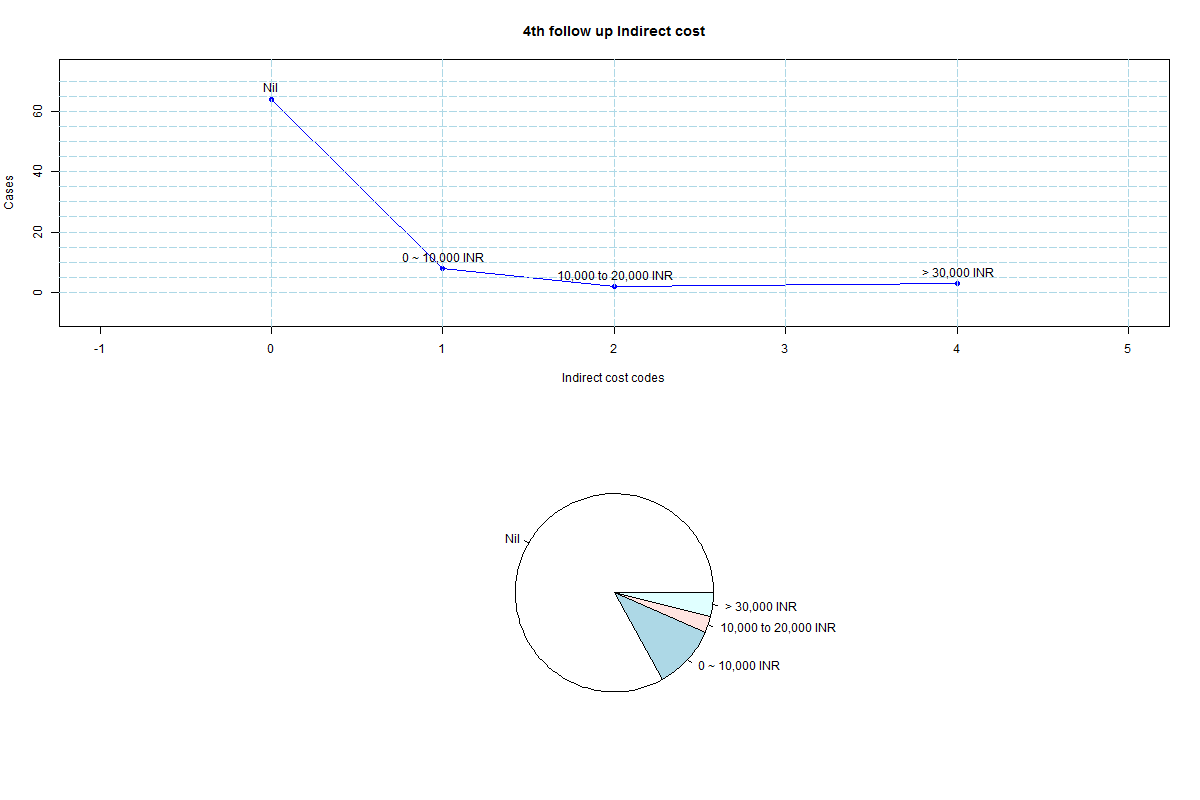 4th follow up Indirect cost
Nil
0 ~ 10,000 INR
10,000 to 20,000 INR
> 30,000 INR
Cases
60
40
20
0
-1 0 1 2 3 4 5
Indirect cost codes
Nil
> 30,000 INR
10,000 to 20,000 INR
0 ~ 10,000 INR